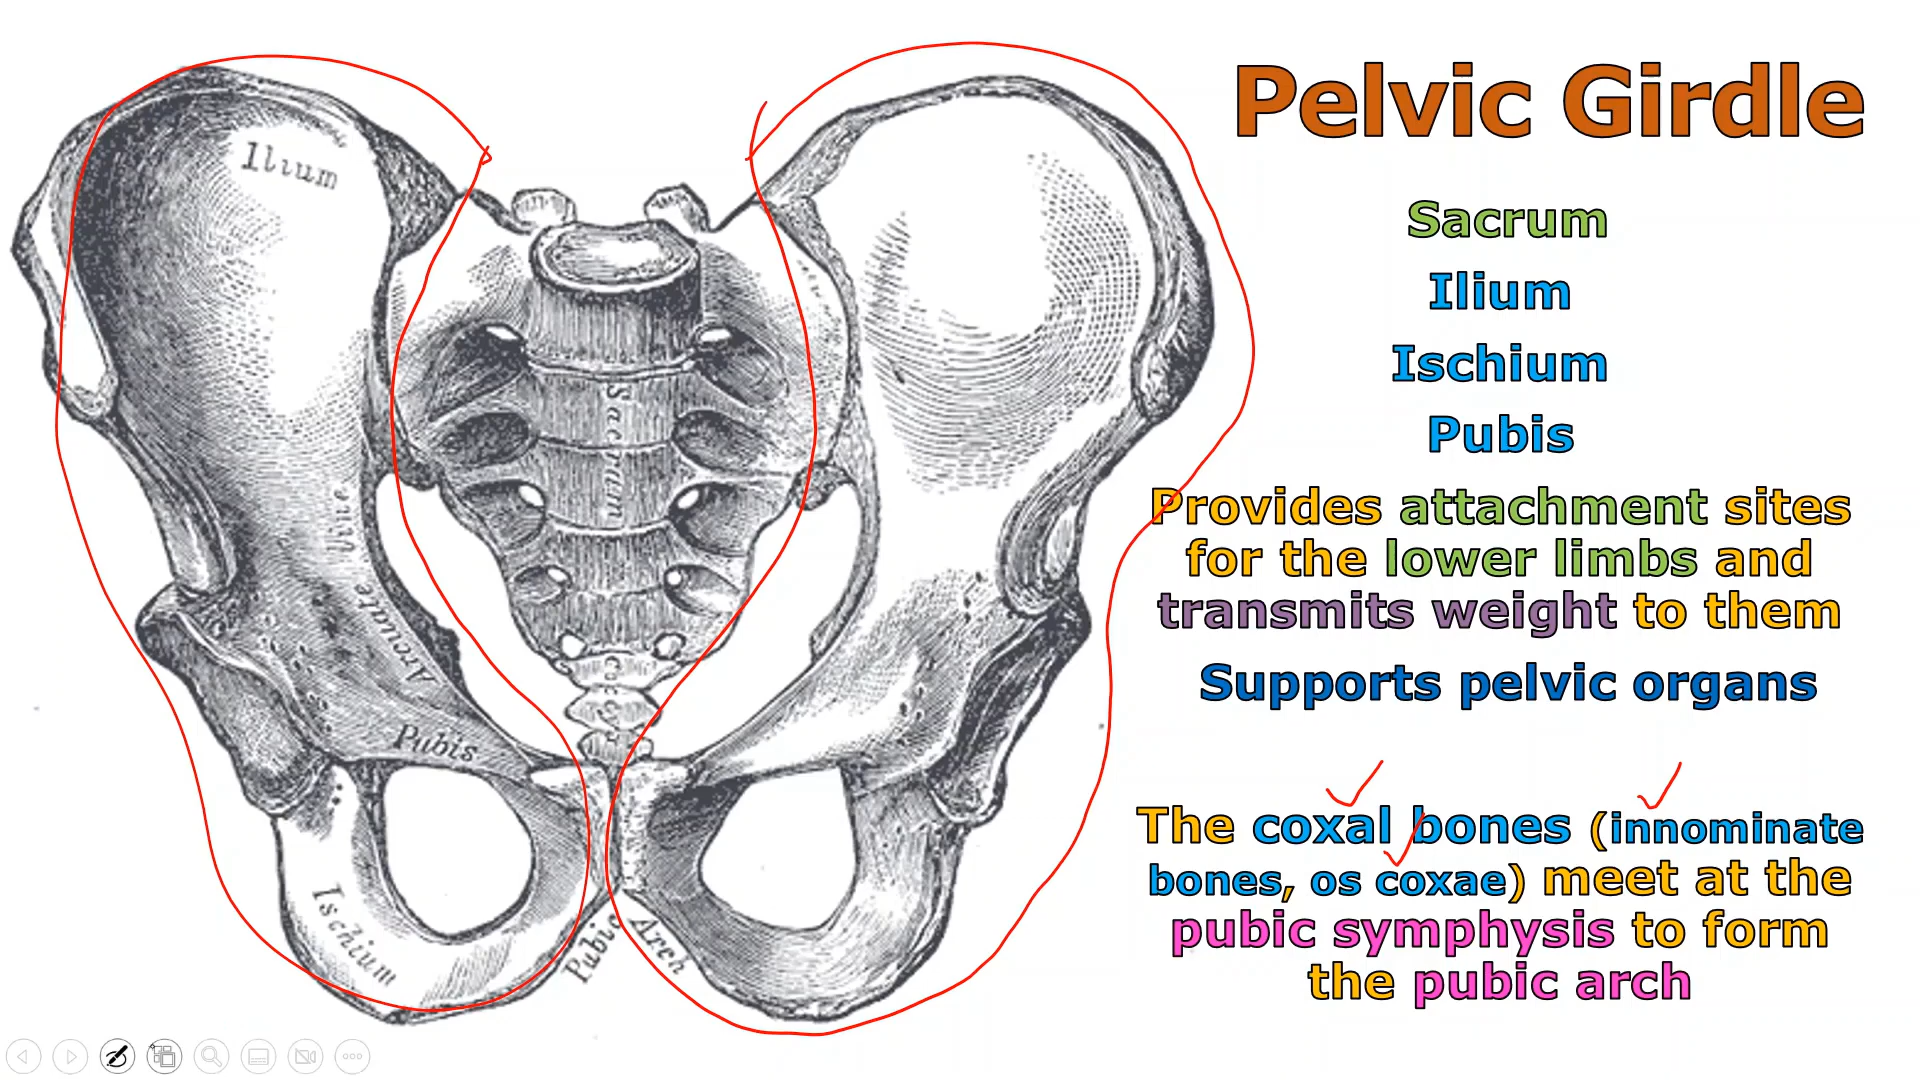 Pelvic Girdle
Sacrum
Ilium
Ischium
Pubis
Provides attachment sites
for the lower limbs and
transmits weight to them
Supports pelvic organs
The coxal bones (innominate
bones, os coxae) meet at the
pubic symphysis to form
the pubic arch
Ilium
Sacrum
Arcuate line
Pubis
Ischium
Pubic Arch